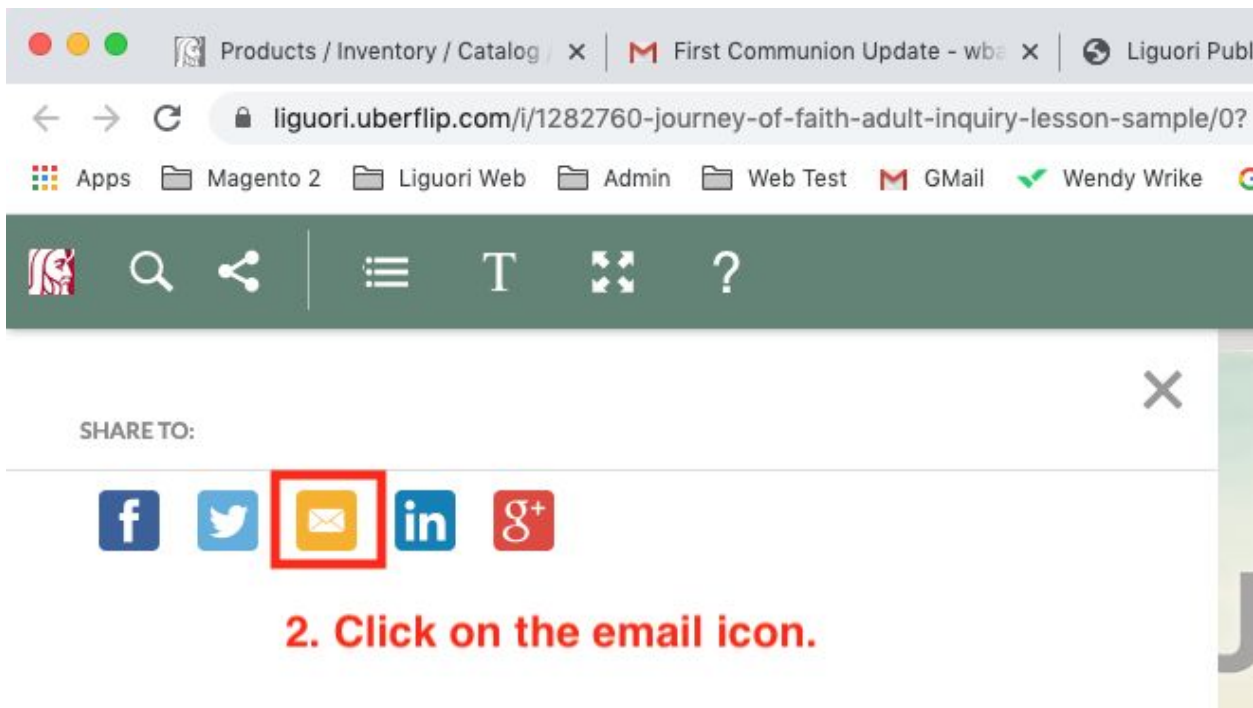 Products / Inventory / Catalog / First Communion Update - wba Liguori Publ
liguori.uberflip.com/i/1282760-journey-of-faith-adult-inquiry-lesson-sample/0?
Apps Magento 2 Liguori Web Admin Web Test GMail Wendy Wrike
T ?
SHARE TO:
f in g+
2. Click on the email icon.